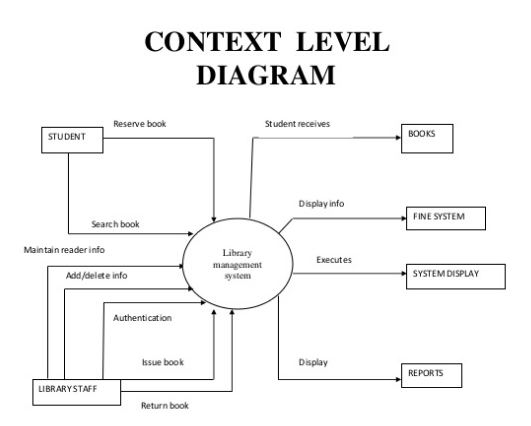 CONTEXT LEVEL
DIAGRAM
Reserve book
Student receives
STUDENT
BOOKS
Display info
FINE SYSTEM
Search book
Maintain reader info
Library
management
system
Executes
Add/delete info
SYSTEM DISPLAY
Authentication
Issue book
Display
REPORTS
LIBRARY STAFF
Return book